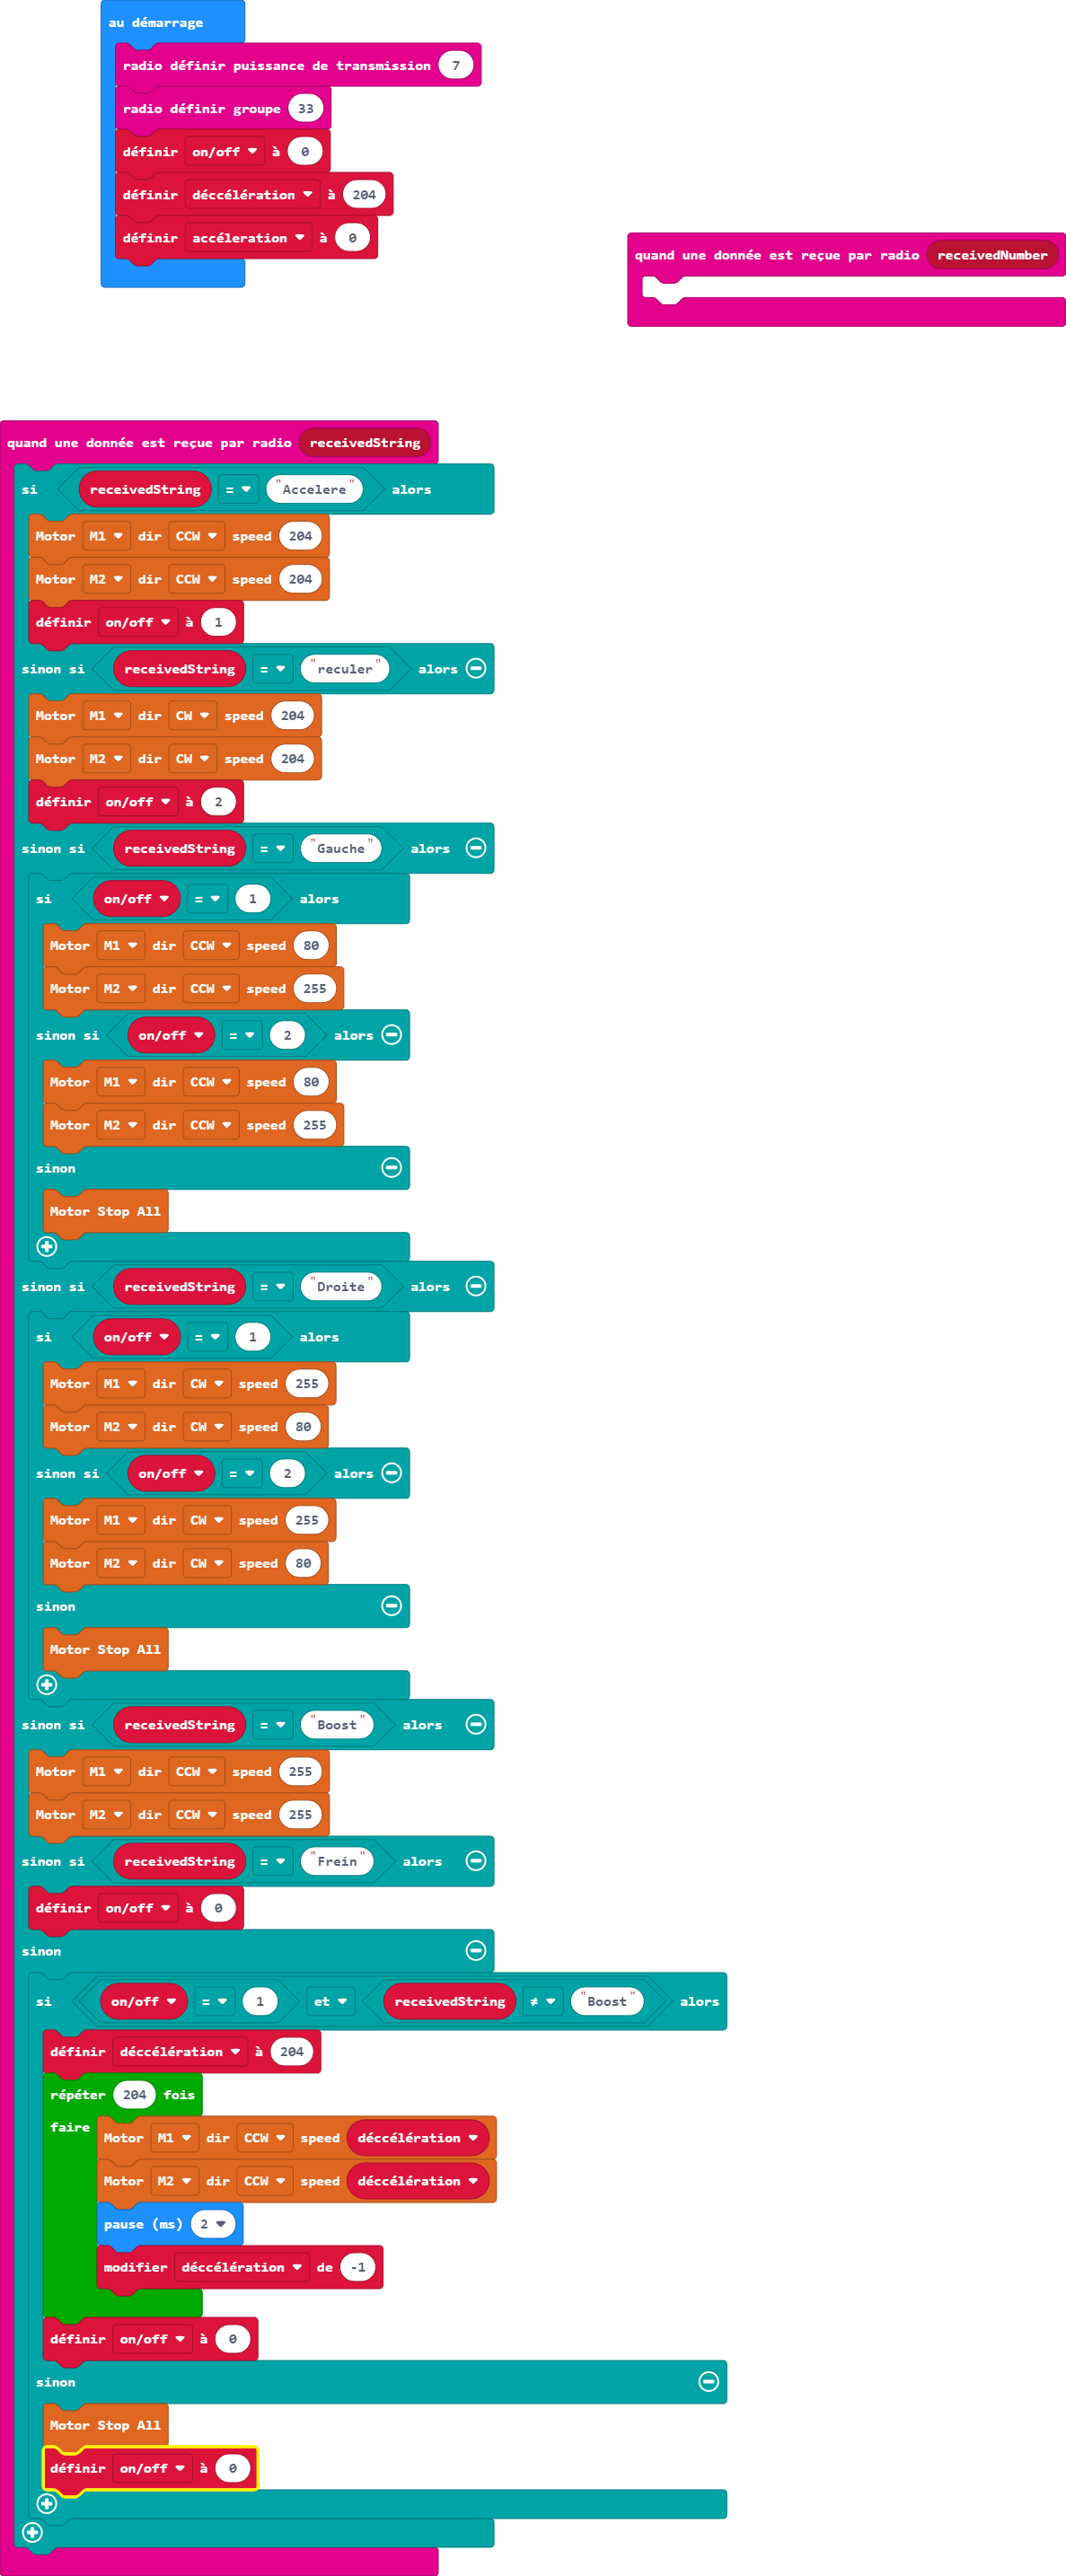 au démarrage
radio définir puissance de transmission 7
radio définir groupe 33
définir on/off à 0
définir déccélération à 204
définir accéleration à 0
quand une donnée est reçue par radio receivedNumber
quand une donnée est reçue par radio receivedString
si receivedString = "Accelere" alors
Motor M1 dir CCW speed 204
Motor M2 dir CCW speed 204
définir on/off à 1
sinon si receivedString = "reculer" alors
Motor M1 dir CW speed 204
Motor M2 dir CW speed 204
définir on/off à 2
sinon si receivedString = "Gauche" alors
si on/off = 1 alors
Motor M1 dir CCW speed 80
Motor M2 dir CCW speed 255
sinon si on/off = 2 alors
Motor M1 dir CCW speed 80
Motor M2 dir CCW speed 255
sinon
Motor Stop All
sinon si receivedString = "Droite" alors
si on/off = 1 alors
Motor M1 dir CW speed 255
Motor M2 dir CW speed 80
sinon si on/off = 2 alors
Motor M1 dir CW speed 255
Motor M2 dir CW speed 80
sinon
Motor Stop All
sinon si receivedString = "Boost" alors
Motor M1 dir CCW speed 255
Motor M2 dir CCW speed 255
sinon si receivedString = "Frein" alors
définir on/off à 0
sinon
si on/off = 1 et receivedString ≠ "Boost" alors
définir déccélération à 204
répéter 204 fois
faire Motor M1 dir CCW speed déccélération
Motor M2 dir CCW speed déccélération
pause (ms) 2
modifier déccélération de -1
définir on/off à 0
sinon
Motor Stop All
définir on/off à 0